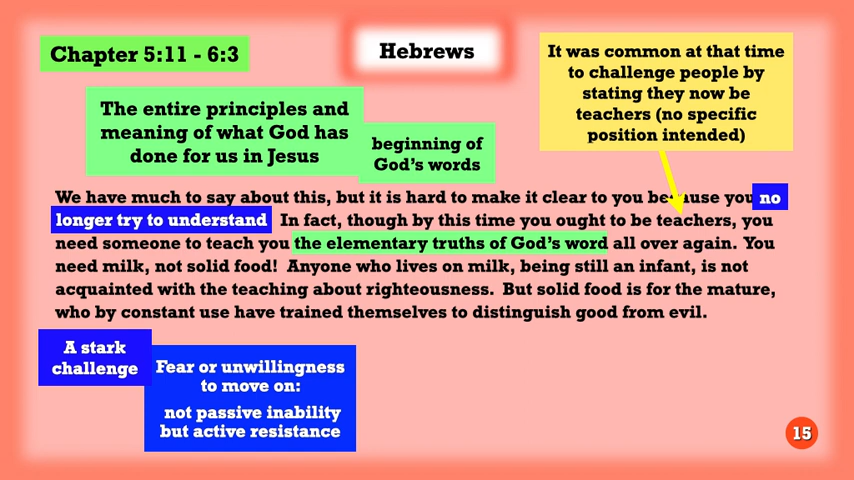 Chapter 5:11 - 6:3
Hebrews
It was common at that time
to challenge people by
stating they now be
teachers (no specific
position intended)
The entire principles and
meaning of what God has
done for us in Jesus
beginning of
God's words
We have much to say about this, but it is hard to make it clear to you because you no
longer try to understand  In fact, though by this time you ought to be teachers, you
need someone to teach you the elementary truths of God's word all over again. You
need milk, not solid food!  Anyone who lives on milk, being still an infant, is not
acquainted with the teaching about righteousness.  But solid food is for the mature,
who by constant use have trained themselves to distinguish good from evil.
A stark
challenge
Fear or unwillingness
to move on:
not passive inability
but active resistance
15